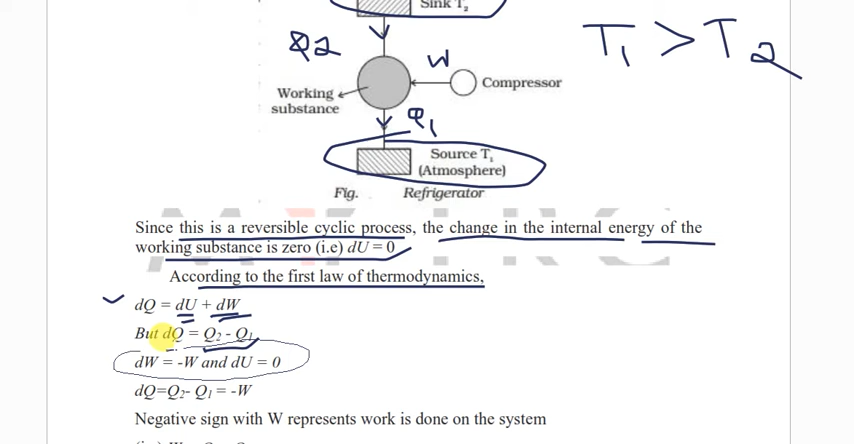 Sink T₂
T₁ > T₂
Q2
W
Compressor
Working
substance
Q₁
Source T₁
(Atmosphere)
Fig. Refrigerator
Since this is a reversible cyclic process, the change in the internal energy of the
working substance is zero (i.e) dU = 0
According to the first law of thermodynamics,
dQ = dU + dW
But dQ = Q₂ - Q₁
dW = -W and dU = 0
dQ=Q₂- Q₁ = -W
Negative sign with W represents work is done on the system